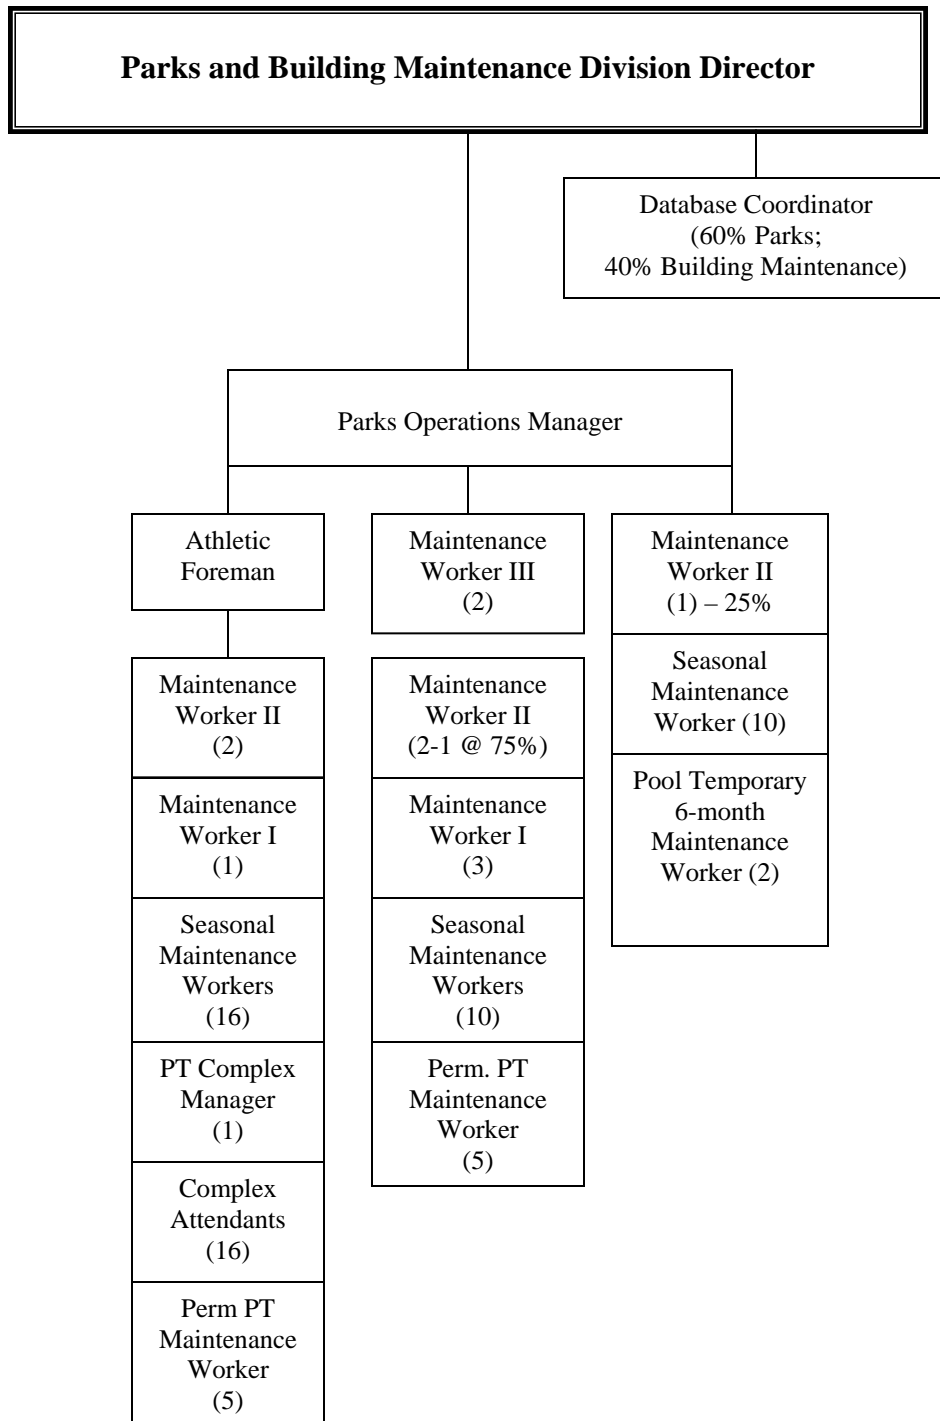 Parks and Building Maintenance Division Director
Database Coordinator
(60% Parks;
40% Building Maintenance)
Parks Operations Manager
Athletic
Foreman
Maintenance
Worker II
(2)
Maintenance
Worker I
(1)
Seasonal
Maintenance
Workers
(16)
PT Complex
Manager
(1)
Complex
Attendants
(16)
Perm PT
Maintenance
Worker
(5)
Maintenance
Worker III
(2)
Maintenance
Worker II
(2-1 @ 75%)
Maintenance
Worker I
(3)
Seasonal
Maintenance
Workers
(10)
Perm. PT
Maintenance
Worker
(5)
Maintenance
Worker II
(1) – 25%
Seasonal
Maintenance
Worker (10)
Pool Temporary
6-month
Maintenance
Worker (2)